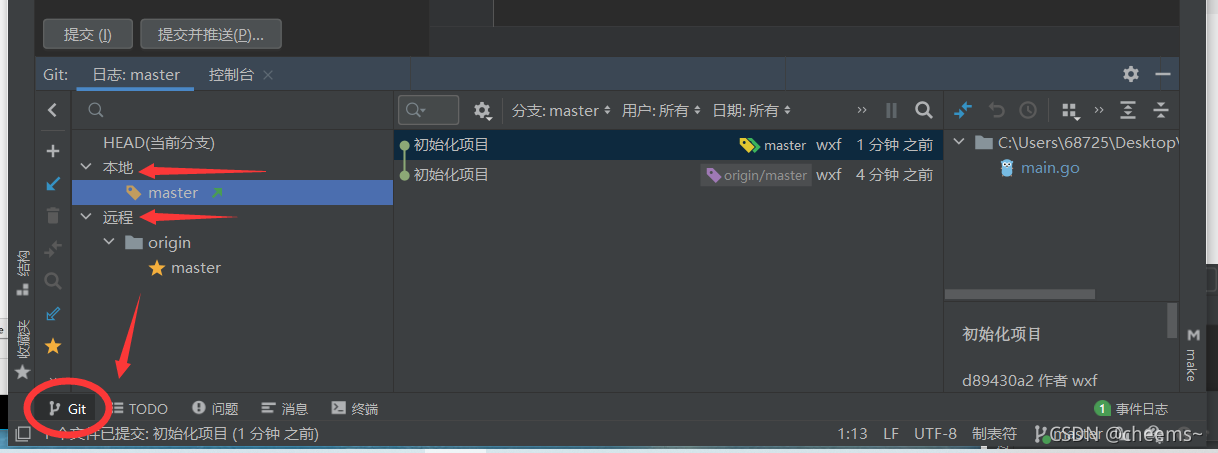 提交 (I) 提交并推送(P)...
Git: 日志: master 控制台
分支: master 用户: 所有 日期: 所有
HEAD(当前分支)
本地
master
远程
origin
master
初始化项目 master wxf 1 分钟 之前
初始化项目 origin/master wxf 4 分钟 之前
C:\Users\68725\Desktop\
main.go
初始化项目
d89430a2 作者 wxf
结构
收藏夹
make
Git TODO 问题 消息 终端 1 事件日志
个文件已提交: 初始化项目 (1 分钟 之前) 1:13 LF UTF-8 制表符 master
CSDN @cheems~